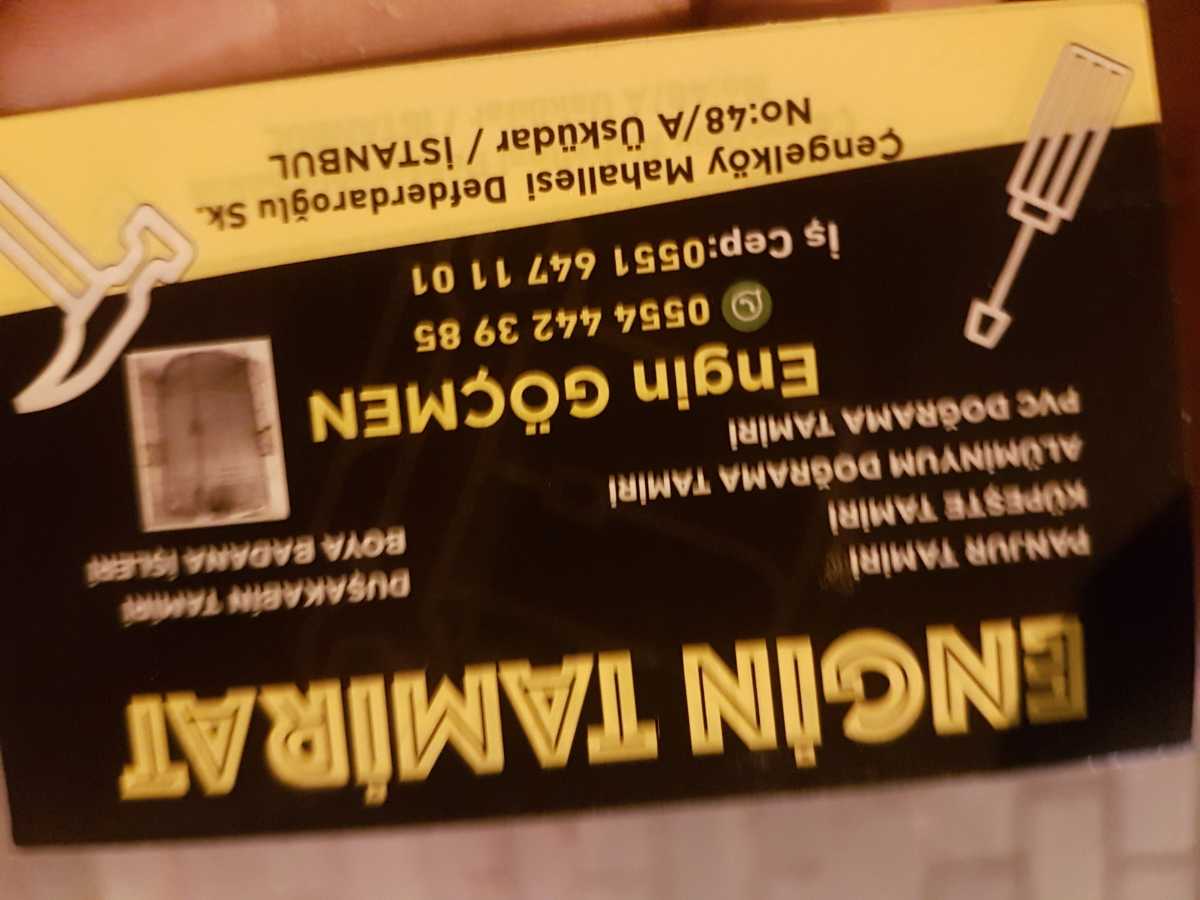 ENGİN TAMİRAT
PANJUR TAMİRİ
KÜPEŞTE TAMİRİ
ALÜMİNYUM DOĞRAMA TAMİRİ
PVC DOĞRAMA TAMİRİ
DUŞAKABİN TAMİRİ
BOYA BADANA İŞLERİ
Engin GÖÇMEN
0554 442 39 85
İş Cep:0551 647 11 01
Çengelköy Mahallesi Defderdaroğlu Sk.
No:48/A Üsküdar / İSTANBUL